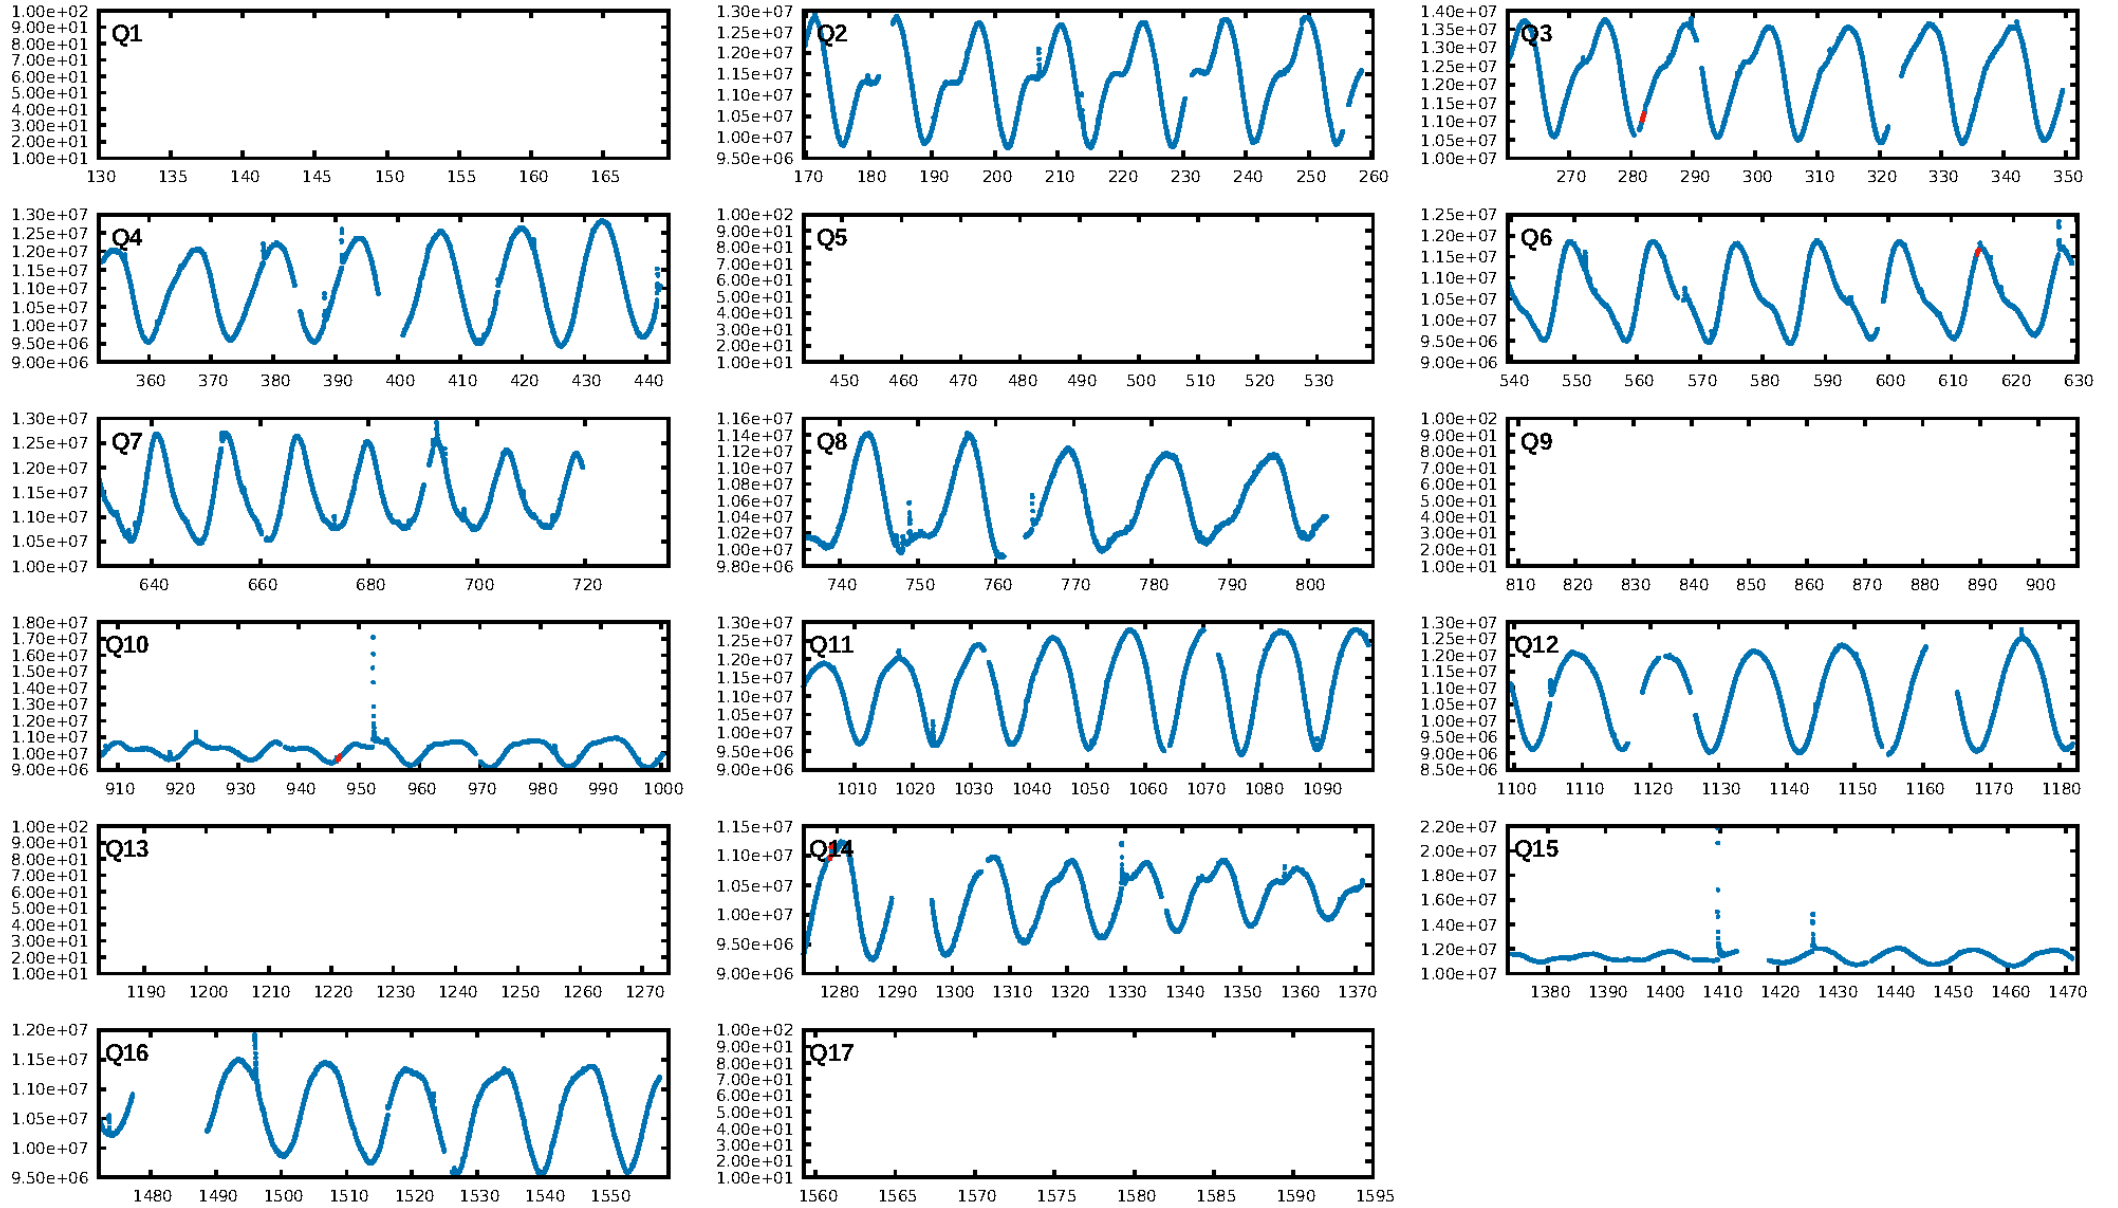 Q1
1.00e+02
9.00e+01
8.00e+01
7.00e+01
6.00e+01
5.00e+01
4.00e+01
3.00e+01
2.00e+01
1.00e+01
130 135 140 145 150 155 160 165
Q2
1.30e+07
1.25e+07
1.20e+07
1.15e+07
1.10e+07
1.05e+07
1.00e+07
9.50e+06
170 180 190 200 210 220 230 240 250 260
Q3
1.40e+07
1.35e+07
1.30e+07
1.25e+07
1.20e+07
1.15e+07
1.10e+07
1.05e+07
1.00e+07
270 280 290 300 310 320 330 340 350
Q4
1.30e+07
1.25e+07
1.20e+07
1.15e+07
1.10e+07
1.05e+07
1.00e+07
9.50e+06
9.00e+06
360 370 380 390 400 410 420 430 440
Q5
1.00e+02
9.00e+01
8.00e+01
7.00e+01
6.00e+01
5.00e+01
4.00e+01
3.00e+01
2.00e+01
1.00e+01
450 460 470 480 490 500 510 520 530
Q6
1.25e+07
1.20e+07
1.15e+07
1.10e+07
1.05e+07
1.00e+07
9.50e+06
9.00e+06
540 550 560 570 580 590 600 610 620 630
Q7
1.30e+07
1.25e+07
1.20e+07
1.15e+07
1.10e+07
1.05e+07
1.00e+07
640 660 680 700 720
Q8
1.16e+07
1.14e+07
1.12e+07
1.10e+07
1.08e+07
1.06e+07
1.04e+07
1.02e+07
1.00e+07
9.80e+06
740 750 760 770 780 790 800
Q9
1.00e+02
9.00e+01
8.00e+01
7.00e+01
6.00e+01
5.00e+01
4.00e+01
3.00e+01
2.00e+01
1.00e+01
810 820 830 840 850 860 870 880 890 900
Q10
1.80e+07
1.70e+07
1.60e+07
1.50e+07
1.40e+07
1.30e+07
1.20e+07
1.10e+07
1.00e+07
9.00e+06
910 920 930 940 950 960 970 980 990 1000
Q11
1.30e+07
1.25e+07
1.20e+07
1.15e+07
1.10e+07
1.05e+07
1.00e+07
9.50e+06
9.00e+06
1010 1020 1030 1040 1050 1060 1070 1080 1090
Q12
1.30e+07
1.25e+07
1.20e+07
1.15e+07
1.10e+07
1.05e+07
1.00e+07
9.50e+06
9.00e+06
8.50e+06
1100 1110 1120 1130 1140 1150 1160 1170 1180
Q13
1.00e+02
9.00e+01
8.00e+01
7.00e+01
6.00e+01
5.00e+01
4.00e+01
3.00e+01
2.00e+01
1.00e+01
1190 1200 1210 1220 1230 1240 1250 1260 1270
Q14
1.15e+07
1.10e+07
1.05e+07
1.00e+07
9.50e+06
9.00e+06
1280 1290 1300 1310 1320 1330 1340 1350 1360 1370
Q15
2.20e+07
2.00e+07
1.80e+07
1.60e+07
1.40e+07
1.20e+07
1.00e+07
1380 1390 1400 1410 1420 1430 1440 1450 1460 1470
Q16
1.20e+07
1.15e+07
1.10e+07
1.05e+07
1.00e+07
9.50e+06
1480 1490 1500 1510 1520 1530 1540 1550
Q17
1.00e+02
9.00e+01
8.00e+01
7.00e+01
6.00e+01
5.00e+01
4.00e+01
3.00e+01
2.00e+01
1.00e+01
1560 1565 1570 1575 1580 1585 1590 1595